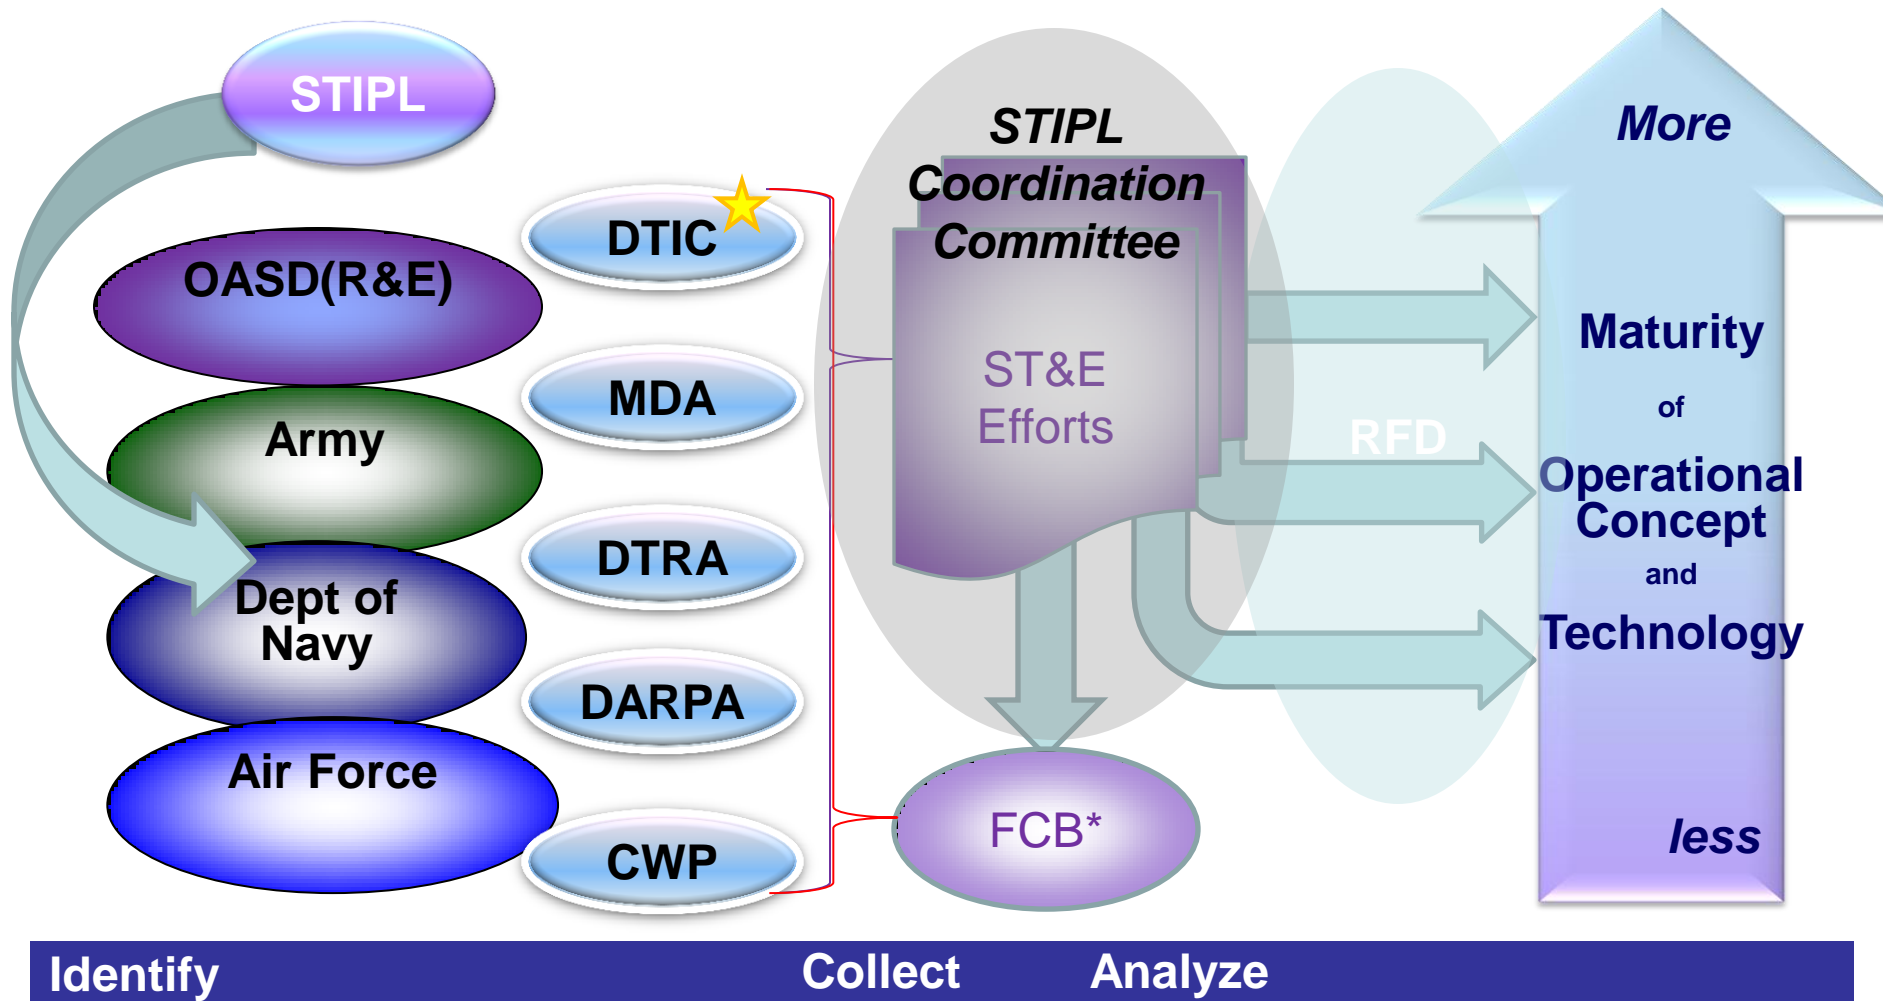 STIPL
OASD(R&E)
Army
Dept of
Navy
Air Force
DTIC
MDA
DTRA
DARPA
CWP
STIPL
Coordination
Committee
ST&E
Efforts
FCB*
RFD
More
Maturity
of
Operational
Concept
and
Technology
less
Identify
Collect
Analyze